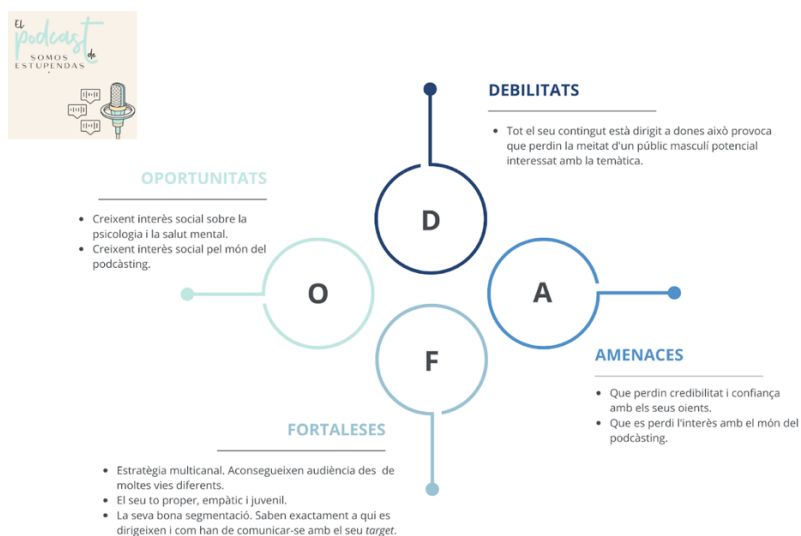 El
podcast
de
SOMOS
ESTUPENDAS
DEBILITATS
• Tot el seu contingut està dirigit a dones això provoca
que perdin la meitat d'un públic masculí potencial
interessat amb la temàtica.
OPORTUNITATS
• Creixent interès social sobre la
psicologia i la salut mental.
• Creixent interès social pel món del
podcàsting.
D
O
A
F
AMENACES
• Que perdin credibilitat i confiança
amb els seus oients.
• Que es perdi l'interès amb el món del
podcàsting.
FORTALESES
• Estratègia multicanal. Aconsegueixen audiència des de
moltes vies diferents.
• El seu to proper, empàtic i juvenil.
• La seva bona segmentació. Saben exactament a qui es
dirigeixen i com han de comunicar-se amb el seu target.